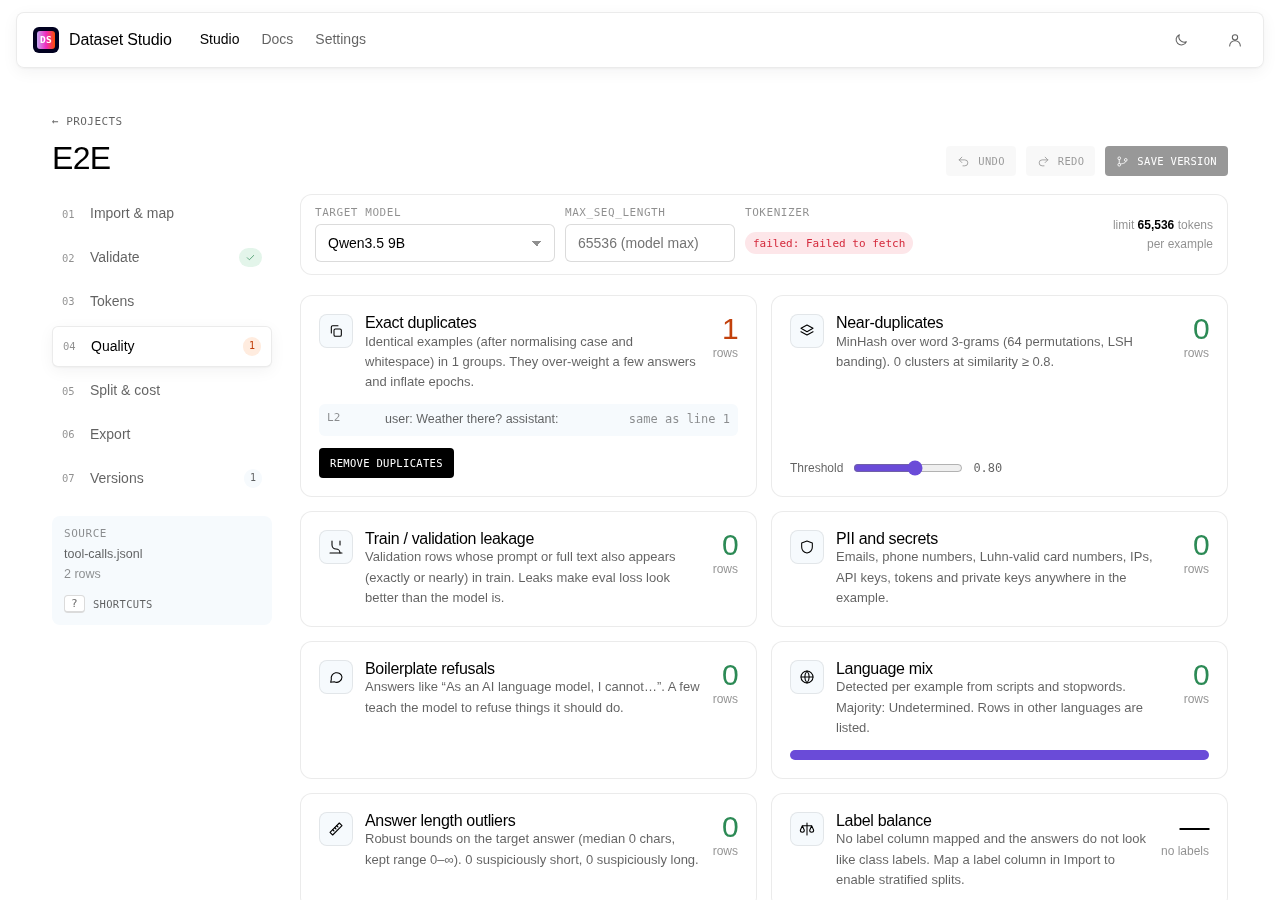 DS Dataset Studio Studio Docs Settings
← PROJECTS
E2E
UNDO REDO SAVE VERSION
01 Import & map
02 Validate
03 Tokens
04 Quality 1
05 Split & cost
06 Export
07 Versions 1
SOURCE
tool-calls.jsonl
2 rows
? SHORTCUTS
TARGET MODEL
Qwen3.5 9B
MAX_SEQ_LENGTH
65536 (model max)
TOKENIZER
failed: Failed to fetch
limit 65,536 tokens
per example
Exact duplicates
Identical examples (after normalising case and
whitespace) in 1 groups. They over-weight a few answers
and inflate epochs.
1
rows
L2 user: Weather there? assistant: same as line 1
REMOVE DUPLICATES
Near-duplicates
MinHash over word 3-grams (64 permutations, LSH
banding). 0 clusters at similarity ≥ 0.8.
0
rows
Threshold 0.80
Train / validation leakage
Validation rows whose prompt or full text also appears
(exactly or nearly) in train. Leaks make eval loss look
better than the model is.
0
rows
PII and secrets
Emails, phone numbers, Luhn-valid card numbers, IPs,
API keys, tokens and private keys anywhere in the
example.
0
rows
Boilerplate refusals
Answers like “As an AI language model, I cannot…”. A few
teach the model to refuse things it should do.
0
rows
Language mix
Detected per example from scripts and stopwords.
Majority: Undetermined. Rows in other languages are
listed.
0
rows
Answer length outliers
Robust bounds on the target answer (median 0 chars,
kept range 0–∞). 0 suspiciously short, 0 suspiciously long.
0
rows
Label balance
No label column mapped and the answers do not look
like class labels. Map a label column in Import to
enable stratified splits.
—
no labels